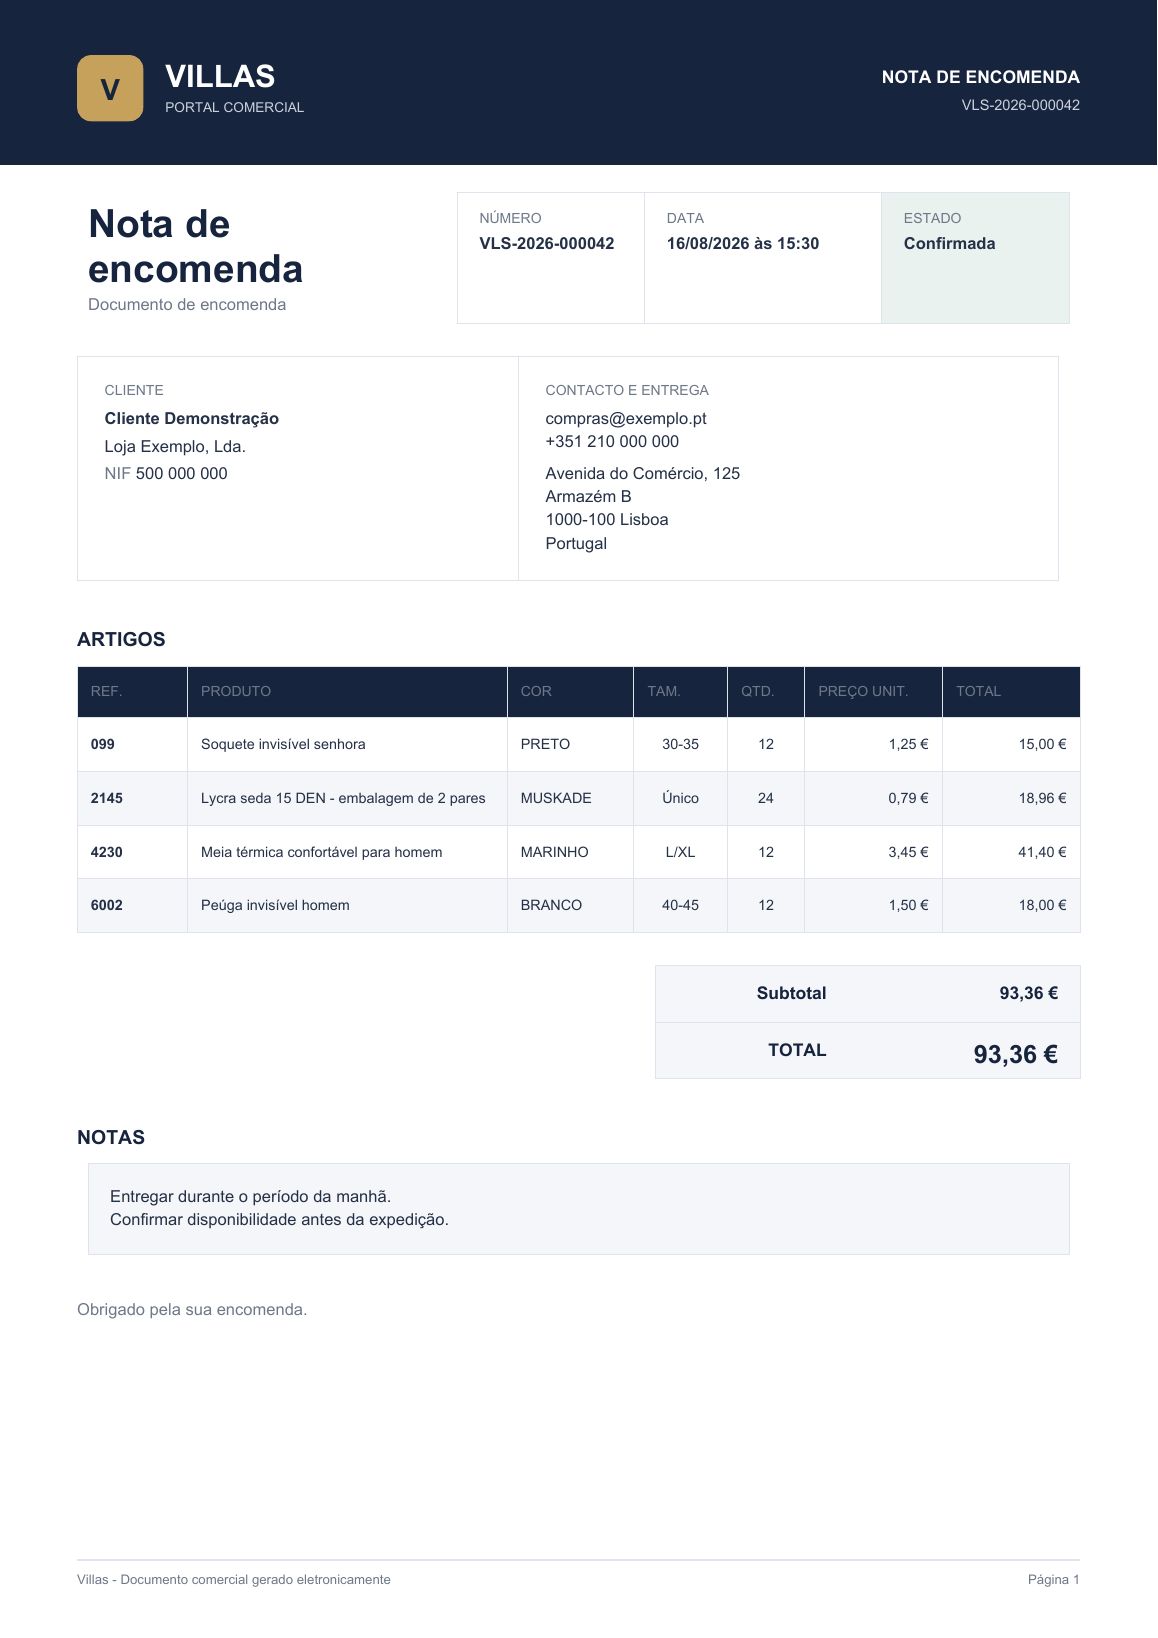 V
VILLAS
PORTAL COMERCIAL
NOTA DE ENCOMENDA
VLS-2026-000042
Nota de
encomenda
Documento de encomenda
NÚMERO
VLS-2026-000042
DATA
16/08/2026 às 15:30
ESTADO
Confirmada
CLIENTE
Cliente Demonstração
Loja Exemplo, Lda.
NIF 500 000 000
CONTACTO E ENTREGA
compras@exemplo.pt
+351 210 000 000
Avenida do Comércio, 125
Armazém B
1000-100 Lisboa
Portugal
ARTIGOS
REF. PRODUTO COR TAM. QTD. PREÇO UNIT. TOTAL
099 Soquete invisível senhora PRETO 30-35 12 1,25 € 15,00 €
2145 Lycra seda 15 DEN - embalagem de 2 pares MUSKADE Único 24 0,79 € 18,96 €
4230 Meia térmica confortável para homem MARINHO L/XL 12 3,45 € 41,40 €
6002 Peúga invisível homem BRANCO 40-45 12 1,50 € 18,00 €
Subtotal 93,36 €
TOTAL 93,36 €
NOTAS
Entregar durante o período da manhã.
Confirmar disponibilidade antes da expedição.
Obrigado pela sua encomenda.
Villas - Documento comercial gerado eletronicamente Página 1